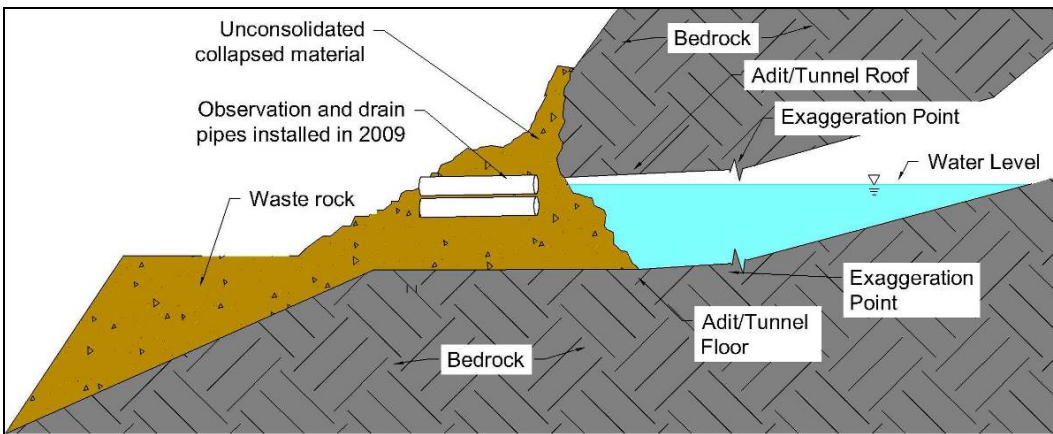 Unconsolidated
collapsed material
Bedrock
Adit/Tunnel Roof
Observation and drain
pipes installed in 2009
Exaggeration Point
Water Level
Waste rock
Exaggeration
Point
Adit/Tunnel
Floor
Bedrock